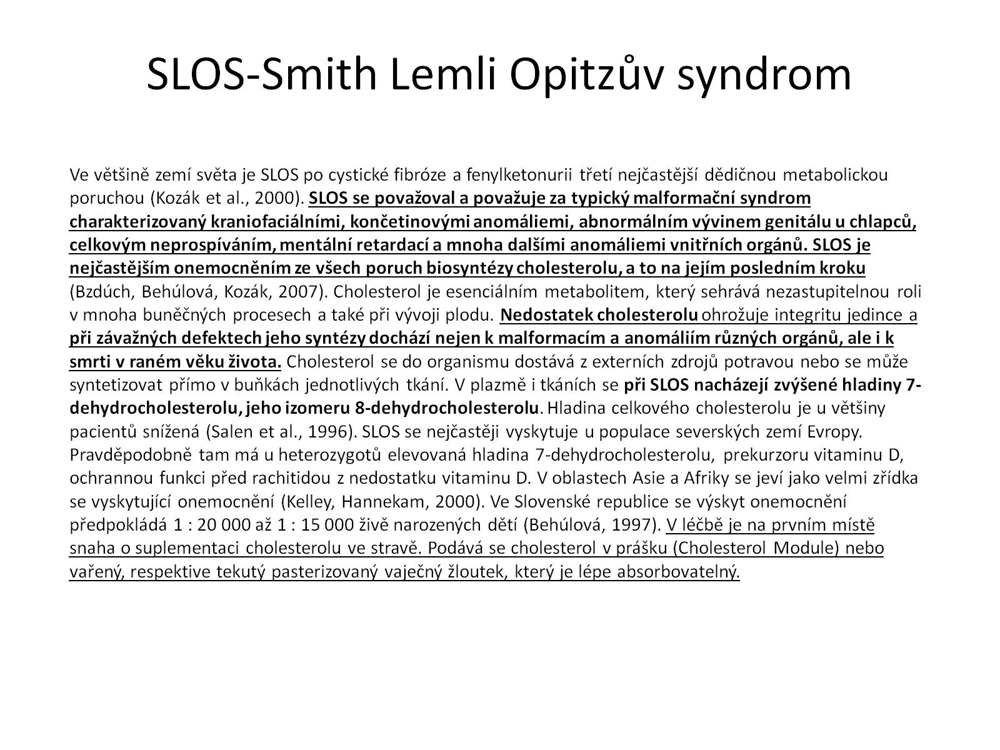 SLOS-Smith Lemli Opitzův syndrom
Ve většině zemí světa je SLOS po cystické fibróze a fenylketonurii třetí nejčastější dědičnou metabolickou
poruchou (Kozák et al., 2000). SLOS se považoval a považuje za typický malformační syndrom
charakterizovaný kraniofaciálními, končetinovými anomáliemi, abnormálním vývinem genitálu u chlapců,
celkovým neprospíváním, mentální retardací a mnoha dalšími anomáliemi vnitřních orgánů. SLOS je
nejčastějším onemocněním ze všech poruch biosyntézy cholesterolu, a to na jejím posledním kroku
(Bzdúch, Behúlová, Kozák, 2007). Cholesterol je esenciálním metabolitem, který sehrává nezastupitelnou roli
v mnoha buněčných procesech a také při vývoji plodu. Nedostatek cholesterolu ohrožuje integritu jedince a
při závažných defektech jeho syntézy dochází nejen k malformacím a anomáliím různých orgánů, ale i k
smrti v raném věku života. Cholesterol se do organismu dostává z externích zdrojů potravou nebo se může
syntetizovat přímo v buňkách jednotlivých tkání. V plazmě i tkáních se při SLOS nacházejí zvýšené hladiny 7-
dehydrocholesterolu, jeho izomeru 8-dehydrocholesterolu. Hladina celkového cholesterolu je u většiny
pacientů snížená (Salen et al., 1996). SLOS se nejčastěji vyskytuje u populace severských zemí Evropy.
Pravděpodobně tam má u heterozygotů elevovaná hladina 7-dehydrocholesterolu, prekurzoru vitaminu D,
ochrannou funkci před rachitidou z nedostatku vitaminu D. V oblastech Asie a Afriky se jeví jako velmi zřídka
se vyskytující onemocnění (Kelley, Hannekam, 2000). Ve Slovenské republice se výskyt onemocnění
předpokládá 1 : 20 000 až 1 : 15 000 živě narozených dětí (Behúlová, 1997). V léčbě je na prvním místě
snaha o suplementaci cholesterolu ve stravě. Podává se cholesterol v prášku (Cholesterol Module) nebo
vařený, respektive tekutý pasterizovaný vaječný žloutek, který je lépe absorbovatelný.